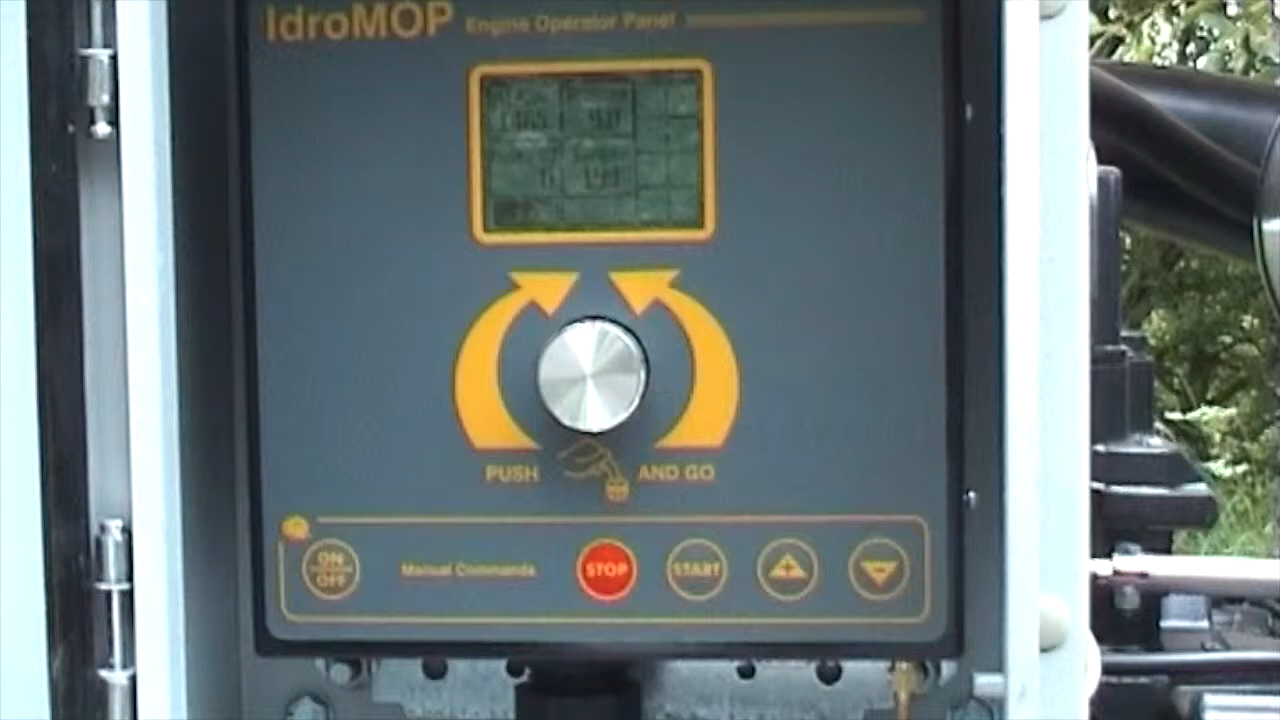 IdroMOP Engine Operator Panel
PUSH AND GO
ON
OFF
Manual Commands
STOP
START